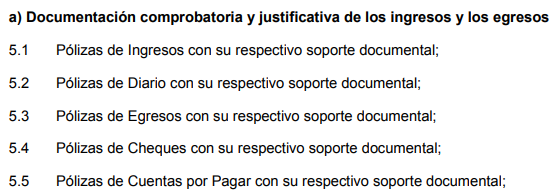 a) Documentación comprobatoria y justificativa de los ingresos y los egresos
5.1 Pólizas de Ingresos con su respectivo soporte documental;
5.2 Pólizas de Diario con su respectivo soporte documental;
5.3 Pólizas de Egresos con su respectivo soporte documental;
5.4 Pólizas de Cheques con su respectivo soporte documental;
5.5 Pólizas de Cuentas por Pagar con su respectivo soporte documental;